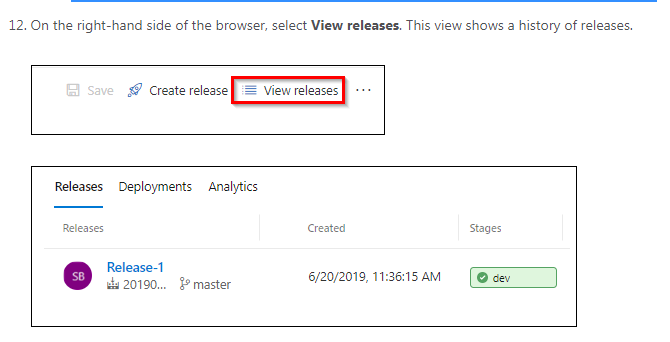 12. On the right-hand side of the browser, select View releases. This view shows a history of releases.
Save Create release View releases ...
Releases Deployments Analytics
Releases Created Stages
SB Release-1 6/20/2019, 11:36:15 AM dev
20190... master